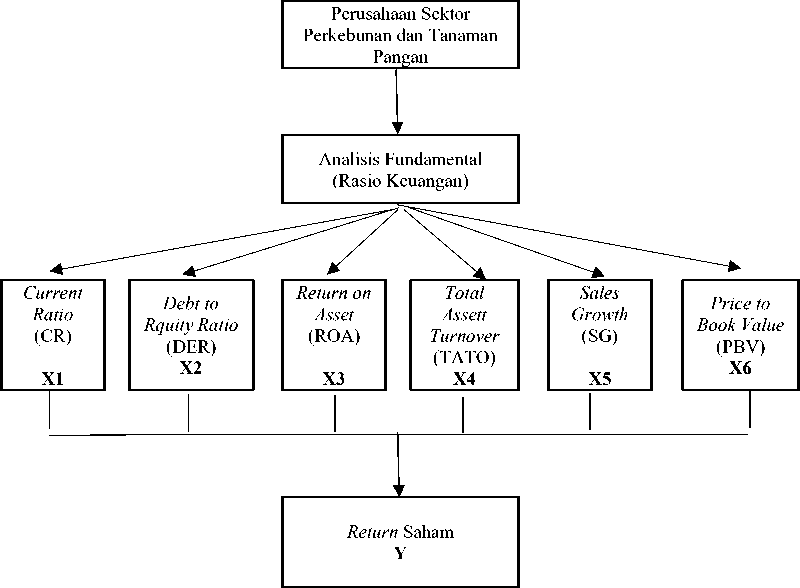 Perusahaan Sektor
Perkebunan dan Tanaman
Pangan
Analisis Fundamental
(Rasio Keuangan)
Current
Ratio
(CR)
X1
Debt to
Rquity Ratio
(DER)
X2
Return on
Asset
(ROA)
X3
Total
Assett
Turnover
(TATO)
X4
Sales
Growth
(SG)
X5
Price to
Book Value
(PBV)
X6
Return Saham
Y